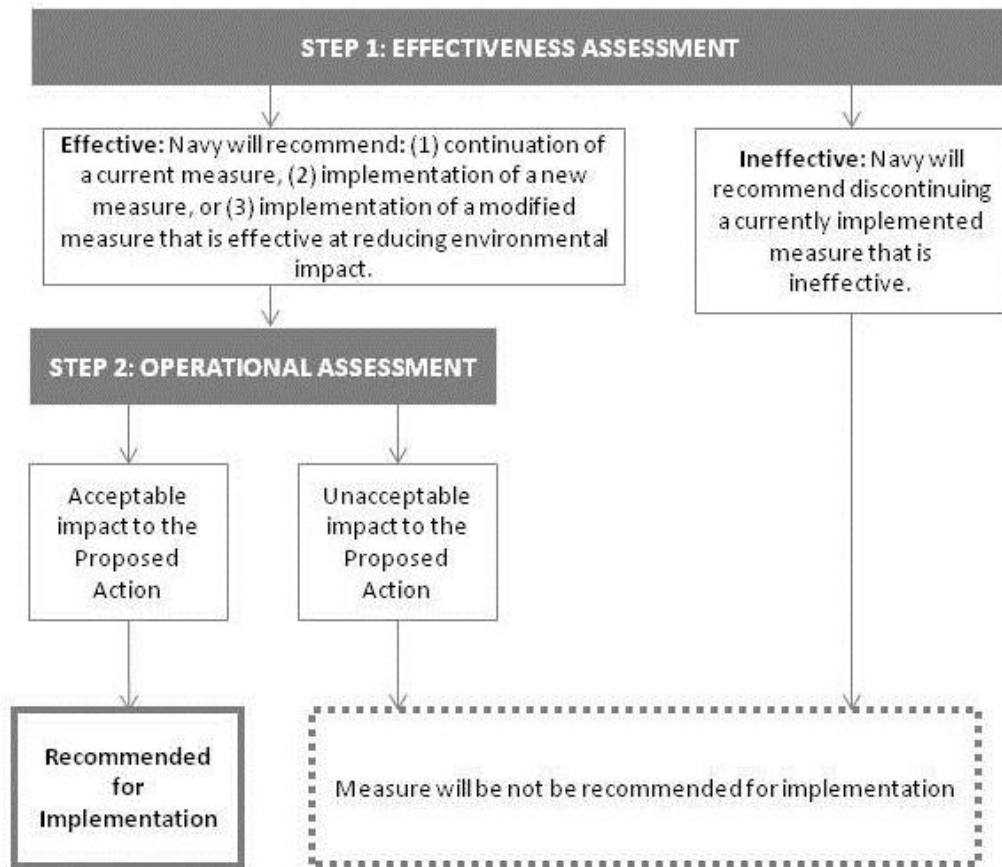 STEP 1: EFFECTIVENESS ASSESSMENT
Effective: Navy will recommend: (1) continuation of
a current measure, (2) implementation of a new
measure, or (3) implementation of a modified
measure that is effective at reducing environmental
impact.
Ineffective: Navy will
recommend discontinuing
a currently implemented
measure that is
ineffective.
STEP 2: OPERATIONAL ASSESSMENT
Acceptable
impact to the
Proposed
Action
Unacceptable
impact to the
Proposed
Action
Recommended
for
Implementation
Measure will be not be recommended for implementation